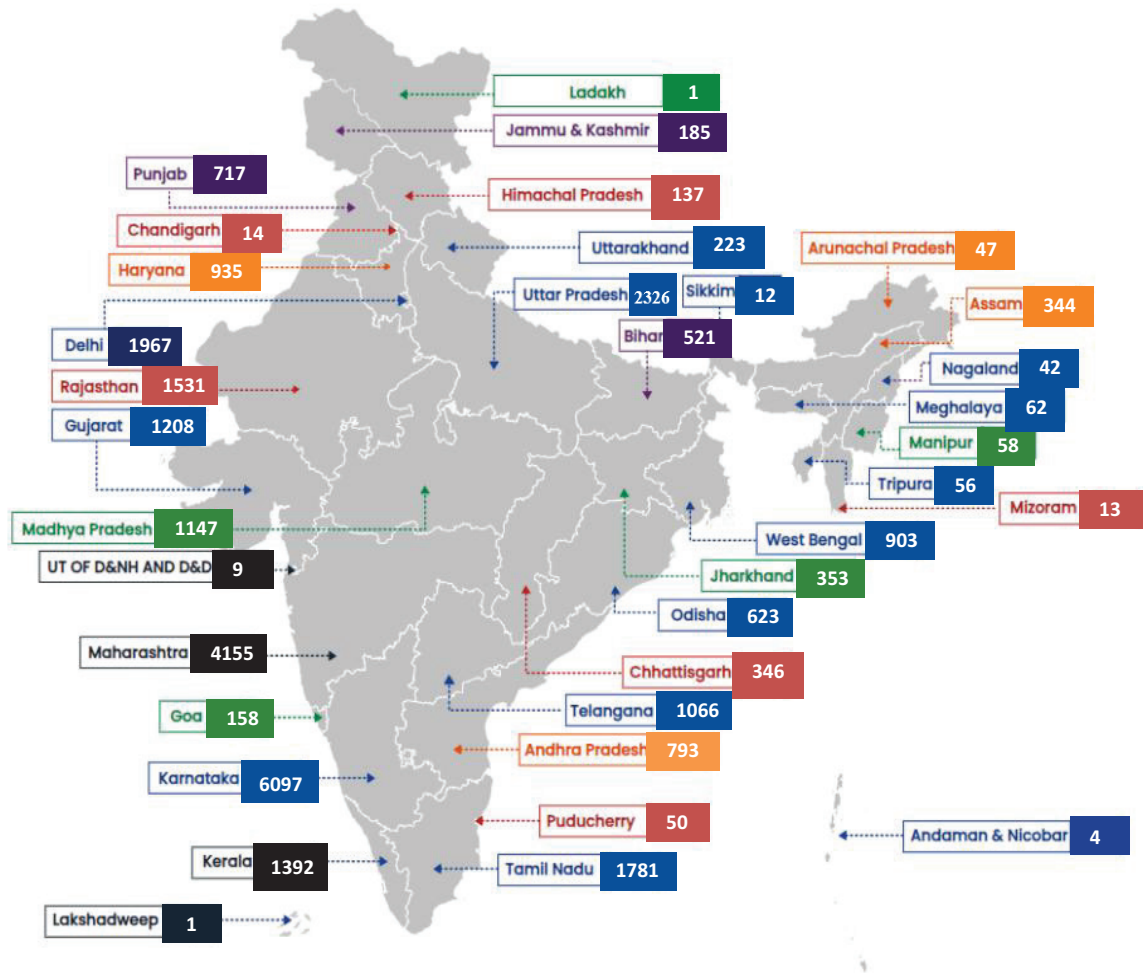 Ladakh 1
Jammu & Kashmir 185
Punjab 717
Himachal Pradesh 137
Chandigarh 14
Uttarakhand 223
Arunachal Pradesh 47
Haryana 935
Uttar Pradesh 2326
Sikkim 12
Assam 344
Bihar 521
Delhi 1967
Nagaland 42
Rajasthan 1531
Meghalaya 62
Gujarat 1208
Manipur 58
Tripura 56
Mizoram 13
Madhya Pradesh 1147
West Bengal 903
UT OF D&NH AND D&D 9
Jharkhand 353
Odisha 623
Maharashtra 4155
Chhattisgarh 346
Goa 158
Telangana 1066
Andhra Pradesh 793
Karnataka 6097
Puducherry 50
Andaman & Nicobar 4
Kerala 1392
Tamil Nadu 1781
Lakshadweep 1